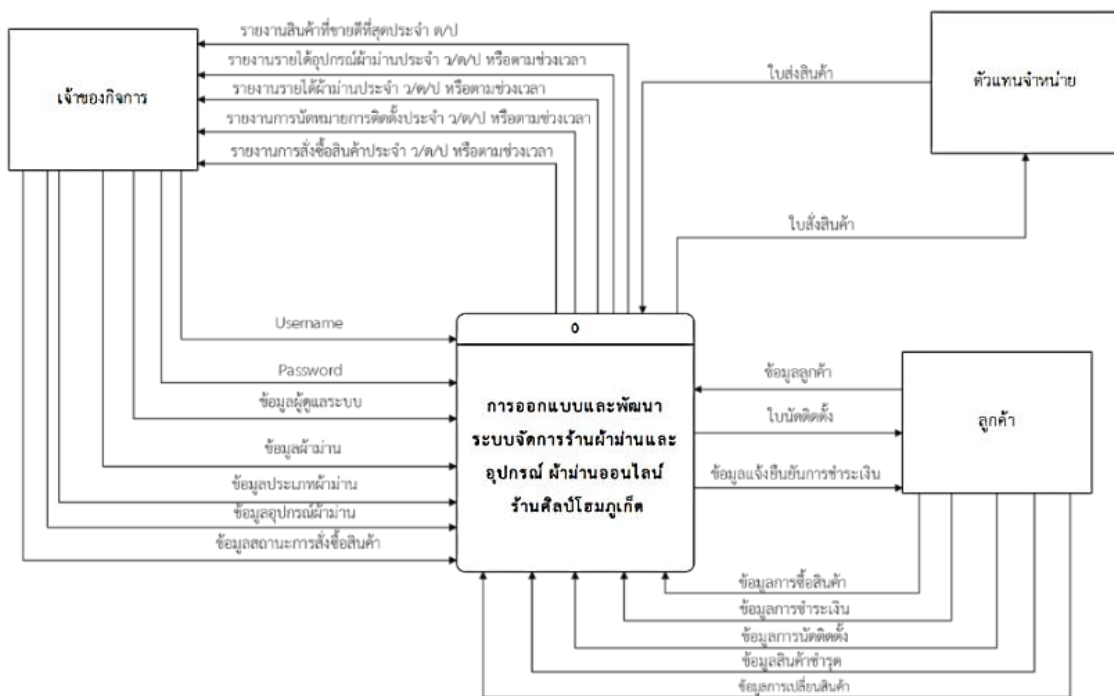 รายงานสินค้าที่ขายดีที่สุดประจำ ด/ป
รายงานรายได้อุปกรณ์ผ้าม่านประจำ ว/ด/ป หรือตามช่วงเวลา
รายงานรายได้ผ้าม่านประจำ ว/ด/ป หรือตามช่วงเวลา
รายงานการนัดหมายการติดตั้งประจำ ว/ด/ป หรือตามช่วงเวลา
รายงานการสั่งซื้อสินค้าประจำ ว/ด/ป หรือตามช่วงเวลา
เจ้าของกิจการ
ใบส่งสินค้า
ตัวแทนจำหน่าย
ใบสั่งสินค้า
Username
Password
ข้อมูลผู้ดูแลระบบ
ข้อมูลผ้าม่าน
ข้อมูลประเภทผ้าม่าน
ข้อมูลอุปกรณ์ผ้าม่าน
ข้อมูลสถานะการสั่งซื้อสินค้า
0
การออกแบบและพัฒนา
ระบบจัดการร้านผ้าม่านและ
อุปกรณ์ ผ้าม่านออนไลน์
ร้านศิลป์โฮมภูเก็ต
ข้อมูลลูกค้า
ใบนัดติดตั้ง
ข้อมูลแจ้งยืนยันการชำระเงิน
ลูกค้า
ข้อมูลการซื้อสินค้า
ข้อมูลการชำระเงิน
ข้อมูลการนัดติดตั้ง
ข้อมูลสินค้าชำรุด
ข้อมูลการเปลี่ยนสินค้า